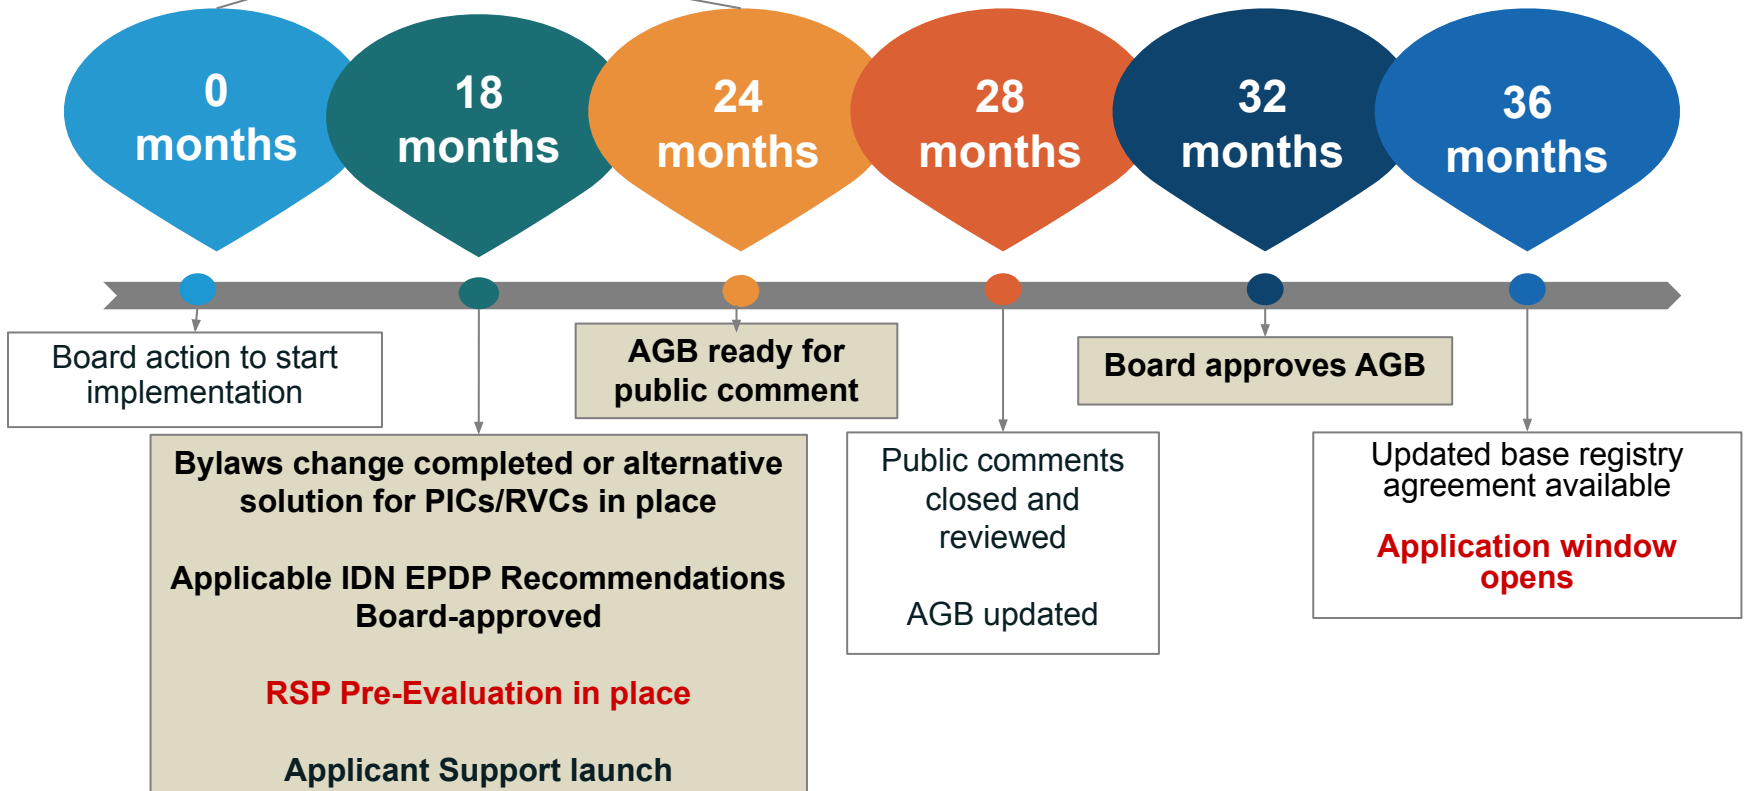 0
months
18
months
24
months
28
months
32
months
36
months
Board action to start
implementation
Bylaws change completed or alternative
solution for PICs/RVCs in place
Applicable IDN EPDP Recommendations
Board-approved
RSP Pre-Evaluation in place
Applicant Support launch
AGB ready for
public comment
Public comments
closed and
reviewed
AGB updated
Board approves AGB
Updated base registry
agreement available
Application window
opens